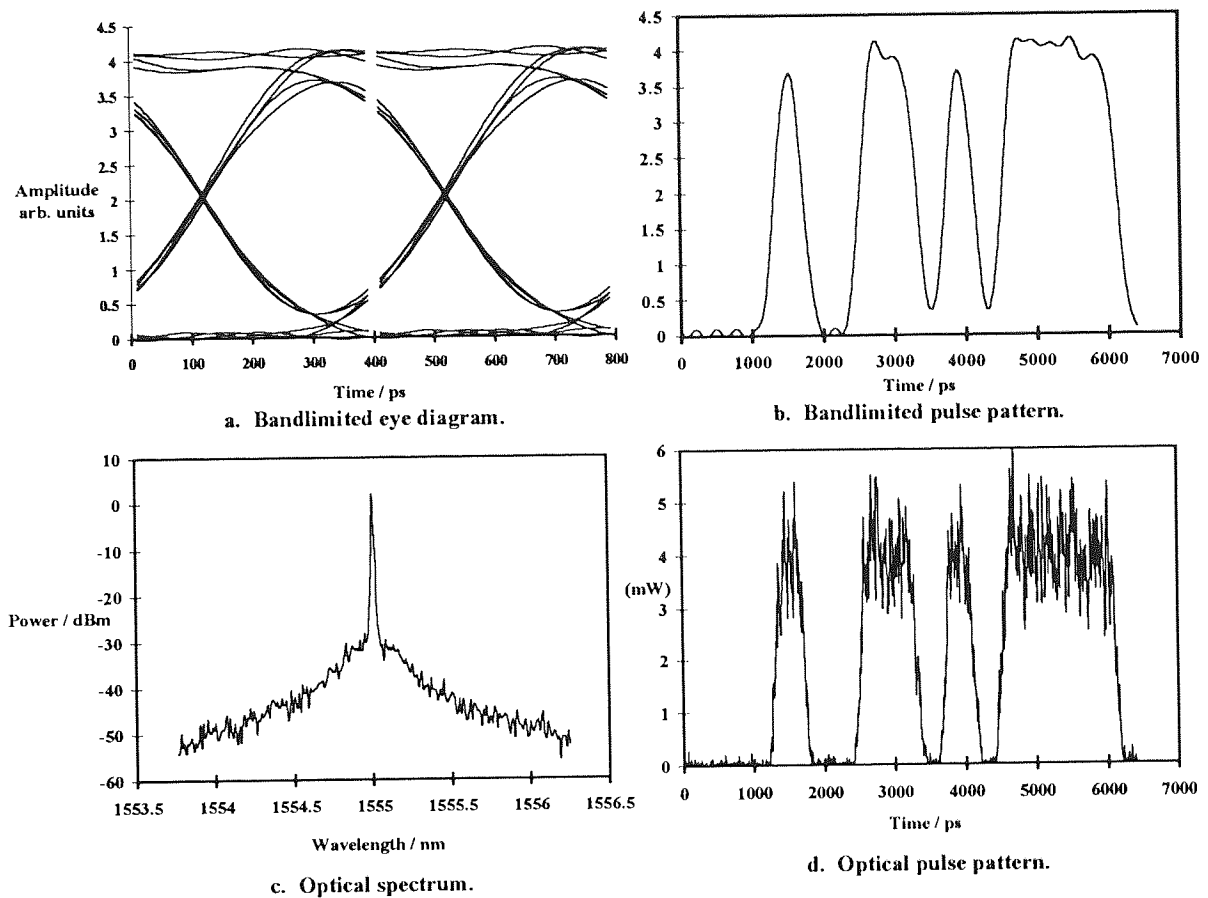 4.5
4
3.5
3
2.5
2
1.5
1
0.5
0
Amplitude
arb. units
0 100 200 300 400 500 600 700 800
Time / ps
a. Bandlimited eye diagram.
4.5
4
3.5
3
2.5
2
1.5
1
0.5
0
0 1000 2000 3000 4000 5000 6000 7000
Time / ps
b. Bandlimited pulse pattern.
10
0
-10
-20
-30
-40
-50
-60
Power / dBm
1553.5 1554 1554.5 1555 1555.5 1556 1556.5
Wavelength / nm
c. Optical spectrum.
6
5
4
3
2
1
0
(mW)
0 1000 2000 3000 4000 5000 6000 7000
Time / ps
d. Optical pulse pattern.